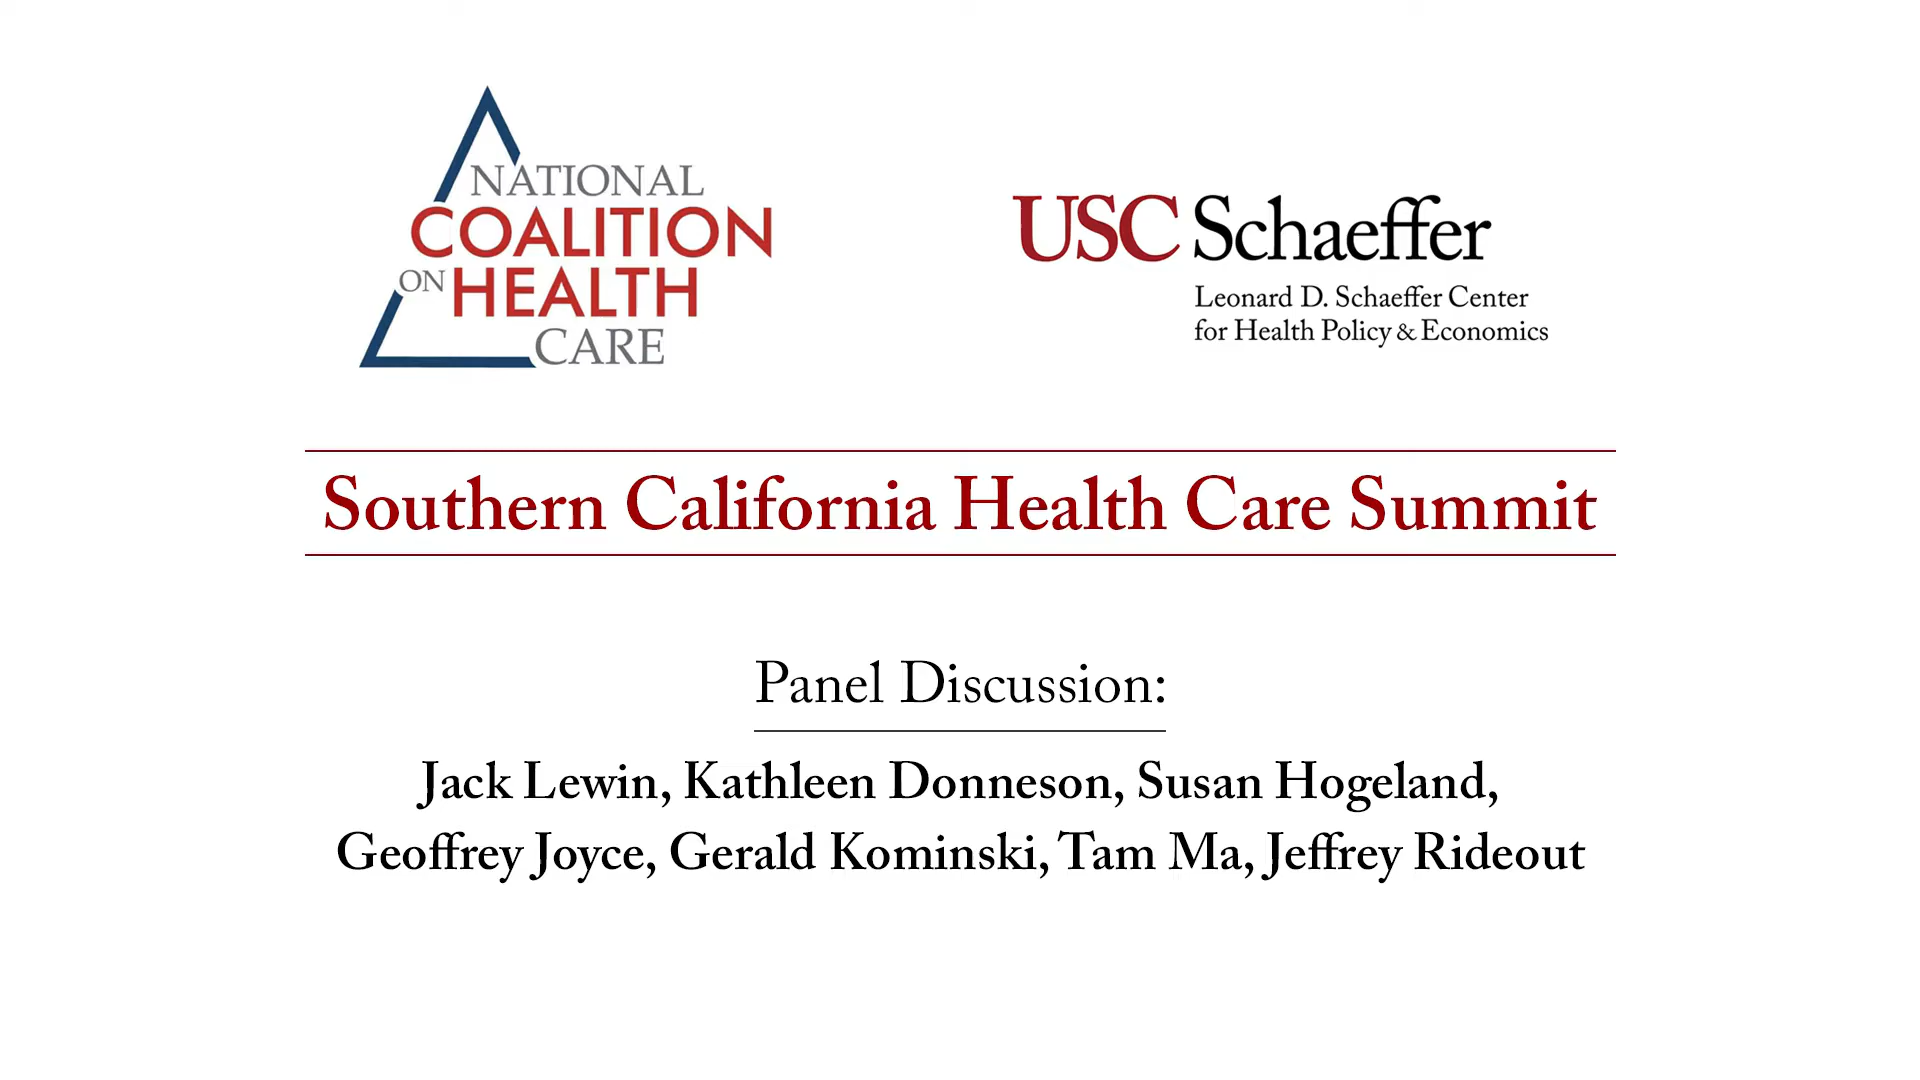 NATIONAL
COALITION
ON HEALTH
CARE
USC Schaeffer
Leonard D. Schaeffer Center
for Health Policy & Economics
Southern California Health Care Summit
Panel Discussion:
Jack Lewin, Kathleen Donneson, Susan Hogeland,
Geoffrey Joyce, Gerald Kominski, Tam Ma, Jeffrey Rideout